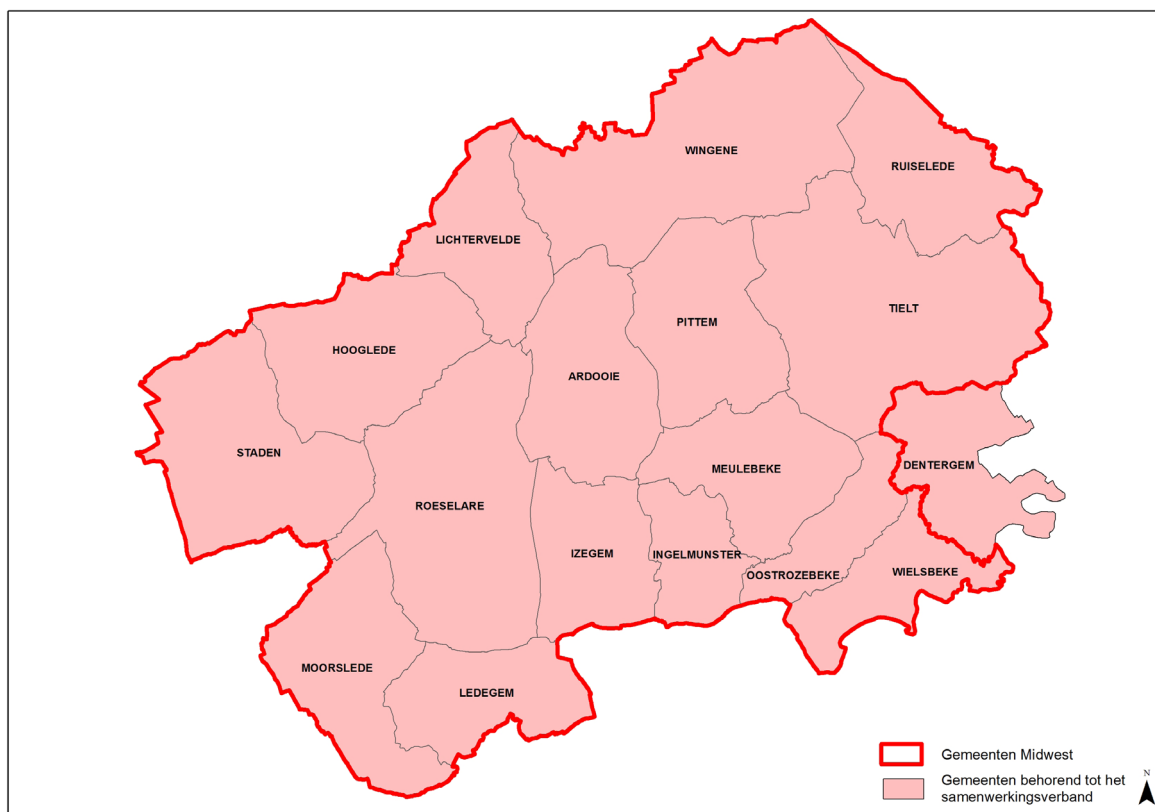 WINGENE
RUISELEDE
LICHTERVELDE
TIELT
PITTEM
HOOGLEDE
ARDOOIE
STADEN
MEULEBEKE
DENTERGEM
ROESELARE
IZEGEM
INGELMUNSTER
OOSTROZEBEKE
WIELSBEKE
MOORSLEDE
LEDEGEM
Gemeenten Midwest
Gemeenten behorend tot het
samenwerkingsverband
N